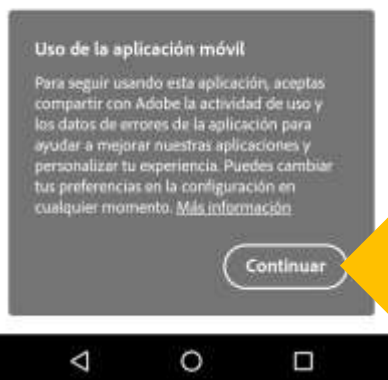 Uso de la aplicación móvil
Para seguir usando esta aplicación, aceptas
compartir con Adobe la actividad de uso y
los datos de errores de la aplicación para
ayudar a mejorar nuestras aplicaciones y
personalizar tu experiencia. Puedes cambiar
tus preferencias en la configuración en
cualquier momento. Más información
Continuar